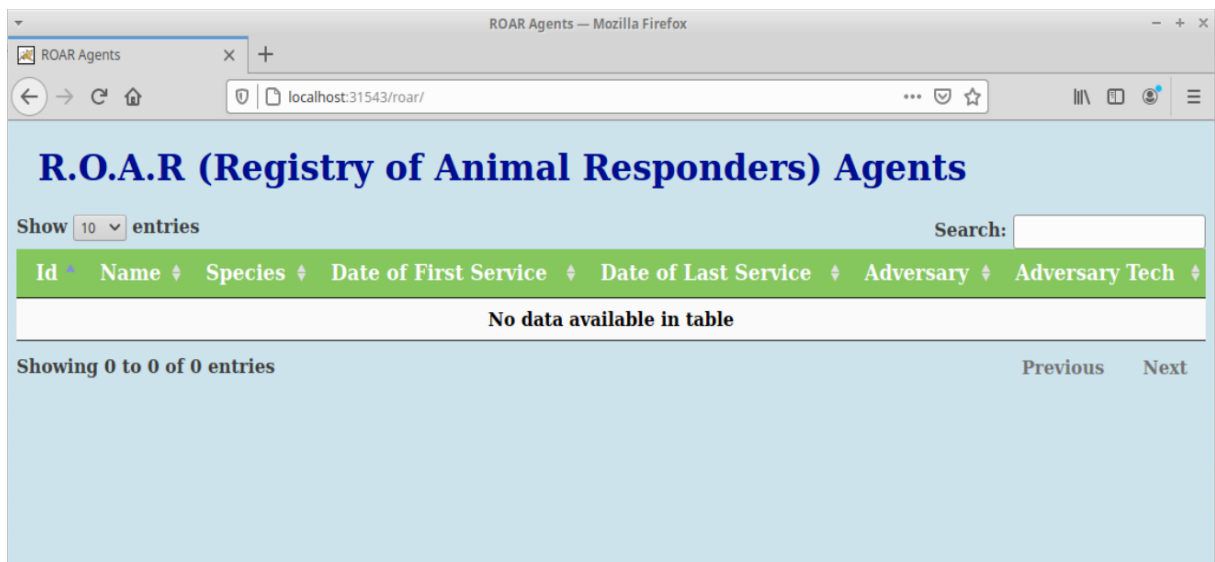 ROAR Agents — Mozilla Firefox
ROAR Agents
localhost:31543/roar/
R.O.A.R (Registry of Animal Responders) Agents
Show 10 entries Search:
Id Name Species Date of First Service Date of Last Service Adversary Adversary Tech
No data available in table
Showing 0 to 0 of 0 entries Previous Next